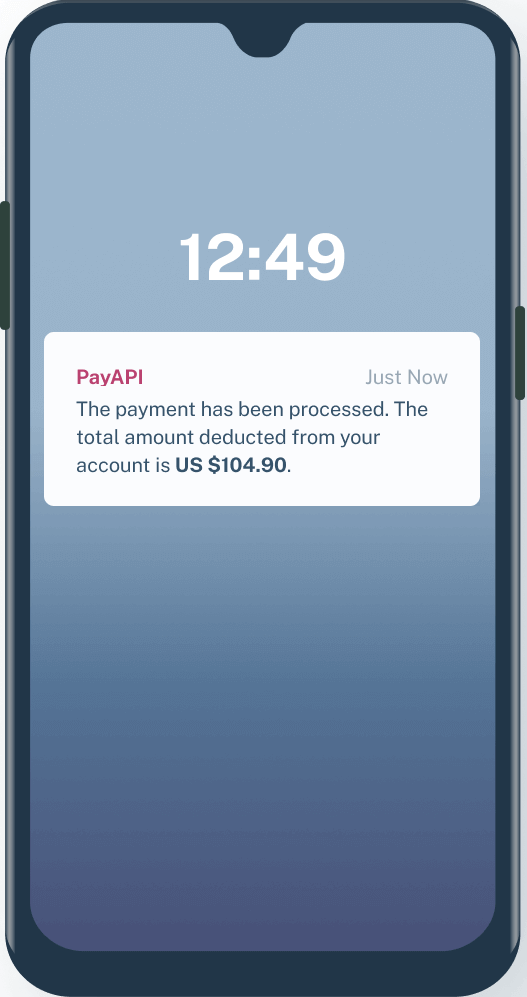 12:49
PayAPI Just Now
The payment has been processed. The
total amount deducted from your
account is US $104.90.